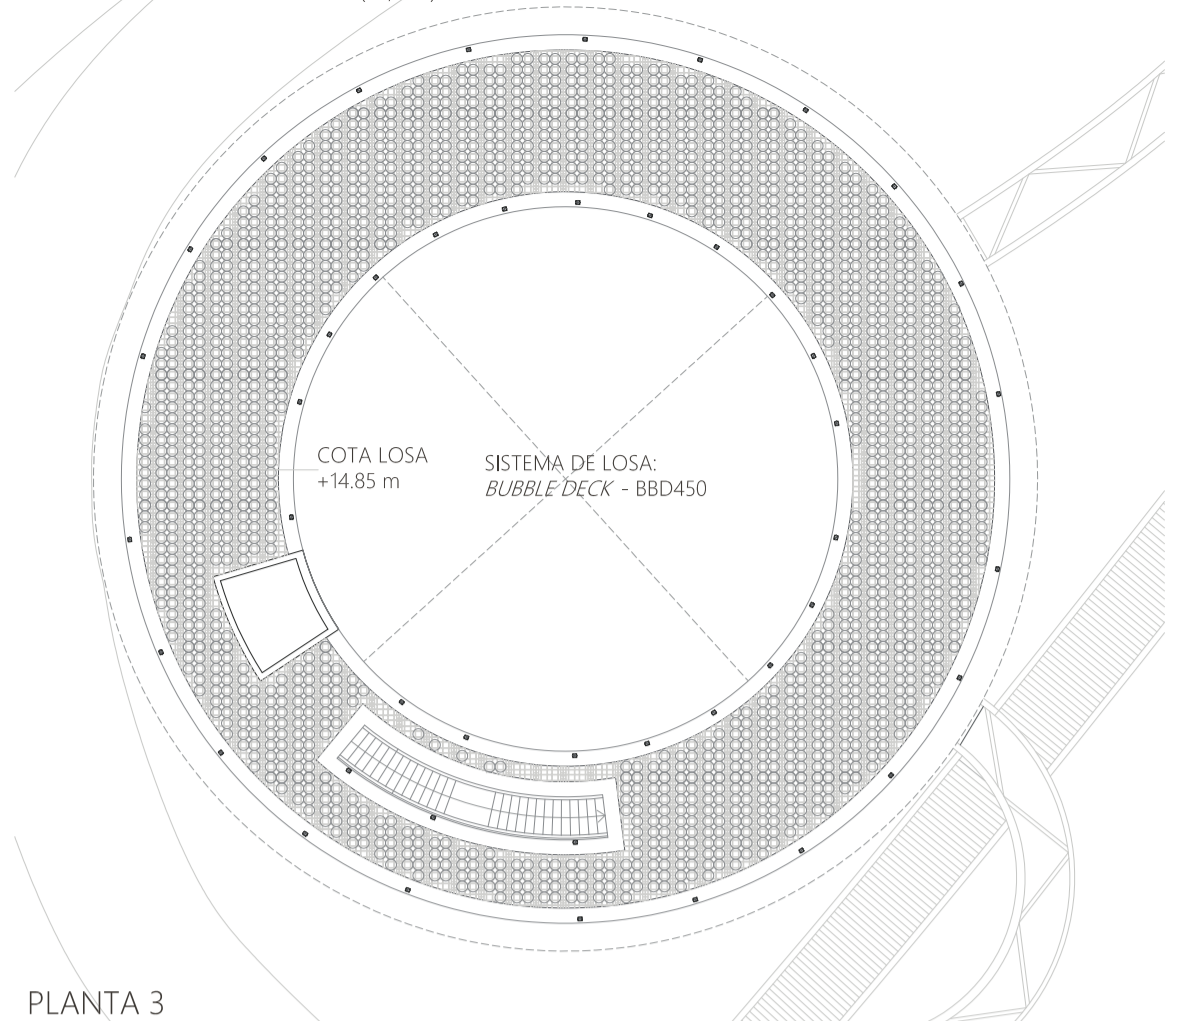 COTA LOSA
+14.85 m
SISTEMA DE LOSA:
BUBBLE DECK - BBD450
PLANTA 3